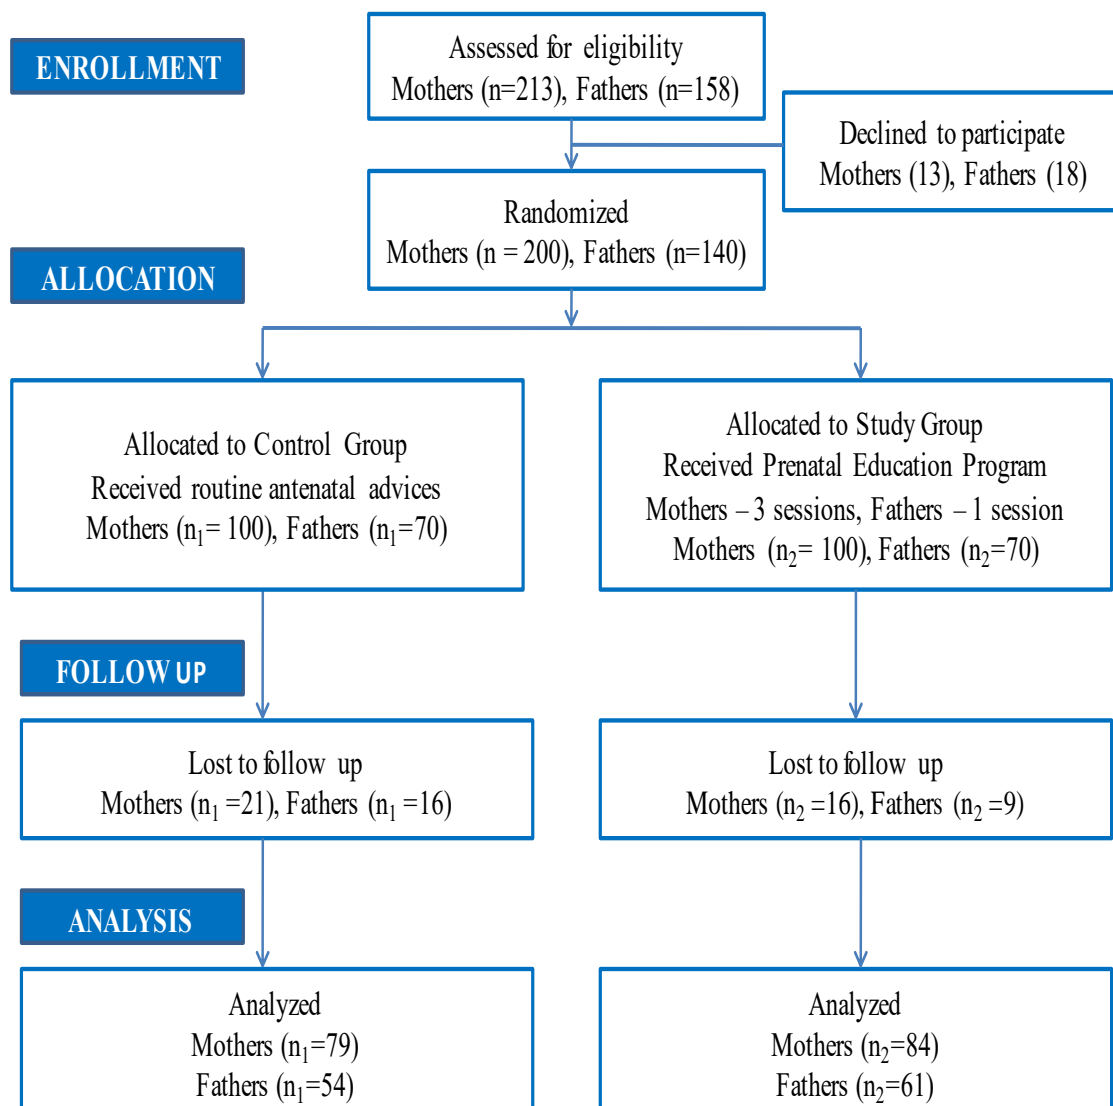 ENROLLMENT
Assessed for eligibility
Mothers (n=213), Fathers (n=158)
Declined to participate
Mothers (13), Fathers (18)
Randomized
Mothers (n = 200), Fathers (n=140)
ALLOCATION
Allocated to Control Group
Received routine antenatal advices
Mothers (n₁= 100), Fathers (n₁=70)
Allocated to Study Group
Received Prenatal Education Program
Mothers – 3 sessions, Fathers – 1 session
Mothers (n₂= 100), Fathers (n₂=70)
FOLLOW UP
Lost to follow up
Mothers (n₁ =21), Fathers (n₁ =16)
Lost to follow up
Mothers (n₂ =16), Fathers (n₂ =9)
ANALYSIS
Analyzed
Mothers (n₁=79)
Fathers (n₁=54)
Analyzed
Mothers (n₂=84)
Fathers (n₂=61)